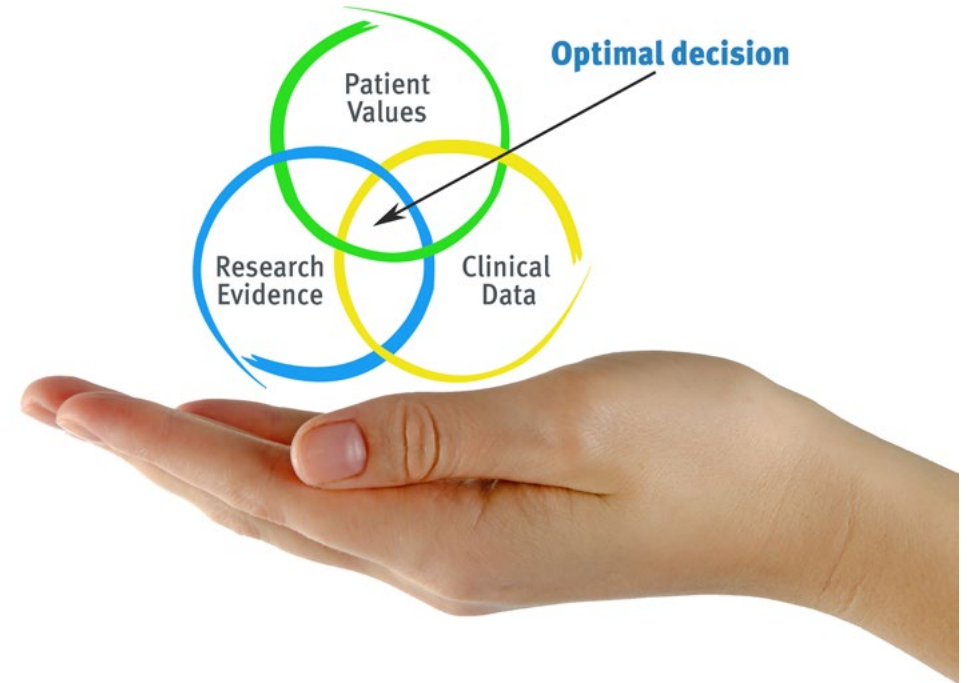 Optimal decision
Patient
Values
Research
Evidence
Clinical
Data